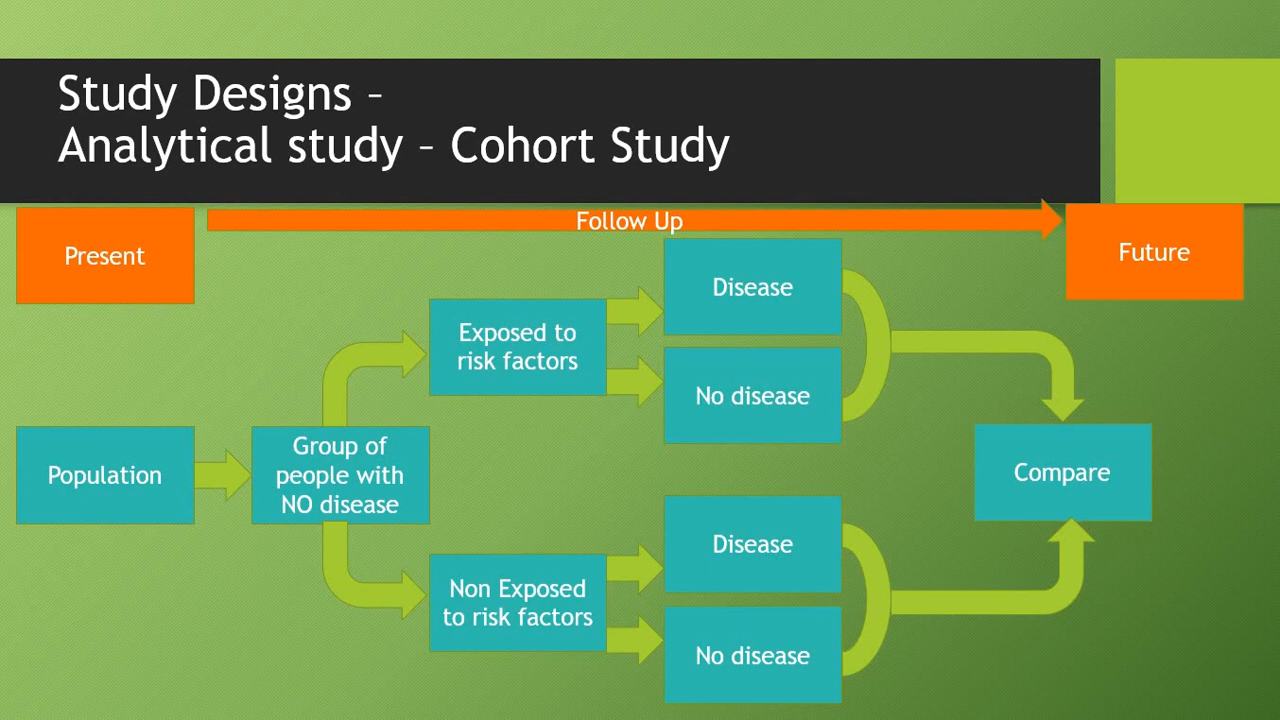 Study Designs –
Analytical study – Cohort Study
Present
Follow Up
Future
Population
Group of
people with
NO disease
Exposed to
risk factors
Disease
No disease
Non Exposed
to risk factors
Disease
No disease
Compare